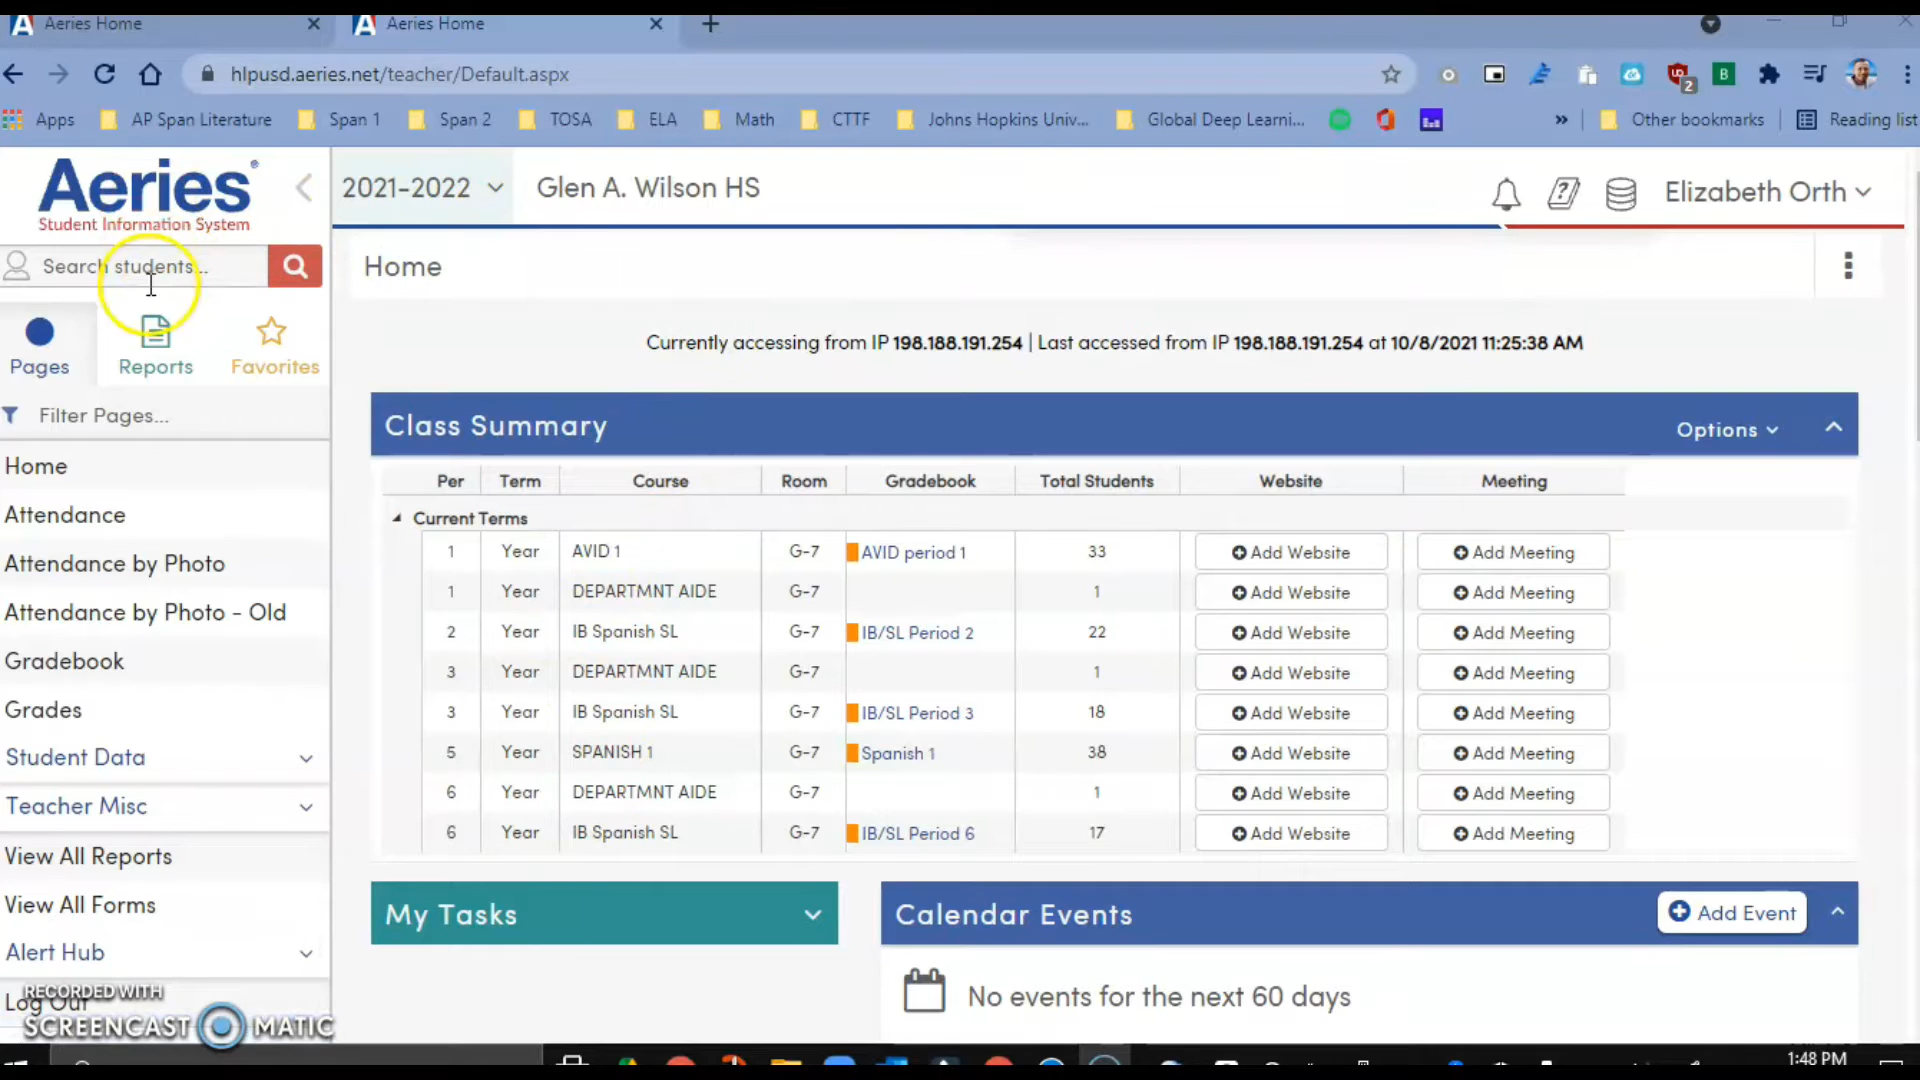 Aeries Home
Aeries Home
hlpusd.aeries.net/teacher/Default.aspx
Apps
AP Span Literature
Span 1
Span 2
TOSA
ELA
Math
CTTF
Johns Hopkins Univ...
Global Deep Learni...
Other bookmarks
Reading list
Aeries
Student Information System
2021-2022
Glen A. Wilson HS
Elizabeth Orth
Search students...
Home
Pages
Reports
Favorites
Currently accessing from IP 198.188.191.254 | Last accessed from IP 198.188.191.254 at 10/8/2021 11:25:38 AM
Filter Pages...
Home
Attendance
Attendance by Photo
Attendance by Photo - Old
Gradebook
Grades
Student Data
Teacher Misc
View All Reports
View All Forms
Alert Hub
Log Out
Class Summary
Options
Per Term Course Room Gradebook Total Students Website Meeting
Current Terms
1 Year AVID 1 G-7 AVID period 1 33 Add Website Add Meeting
1 Year DEPARTMNT AIDE G-7 1 Add Website Add Meeting
2 Year IB Spanish SL G-7 IB/SL Period 2 22 Add Website Add Meeting
3 Year DEPARTMNT AIDE G-7 1 Add Website Add Meeting
3 Year IB Spanish SL G-7 IB/SL Period 3 18 Add Website Add Meeting
5 Year SPANISH 1 G-7 Spanish 1 38 Add Website Add Meeting
6 Year DEPARTMNT AIDE G-7 1 Add Website Add Meeting
6 Year IB Spanish SL G-7 IB/SL Period 6 17 Add Website Add Meeting
My Tasks
Calendar Events
Add Event
No events for the next 60 days
RECORDED WITH
SCREENCAST MATIC
1:48 PM